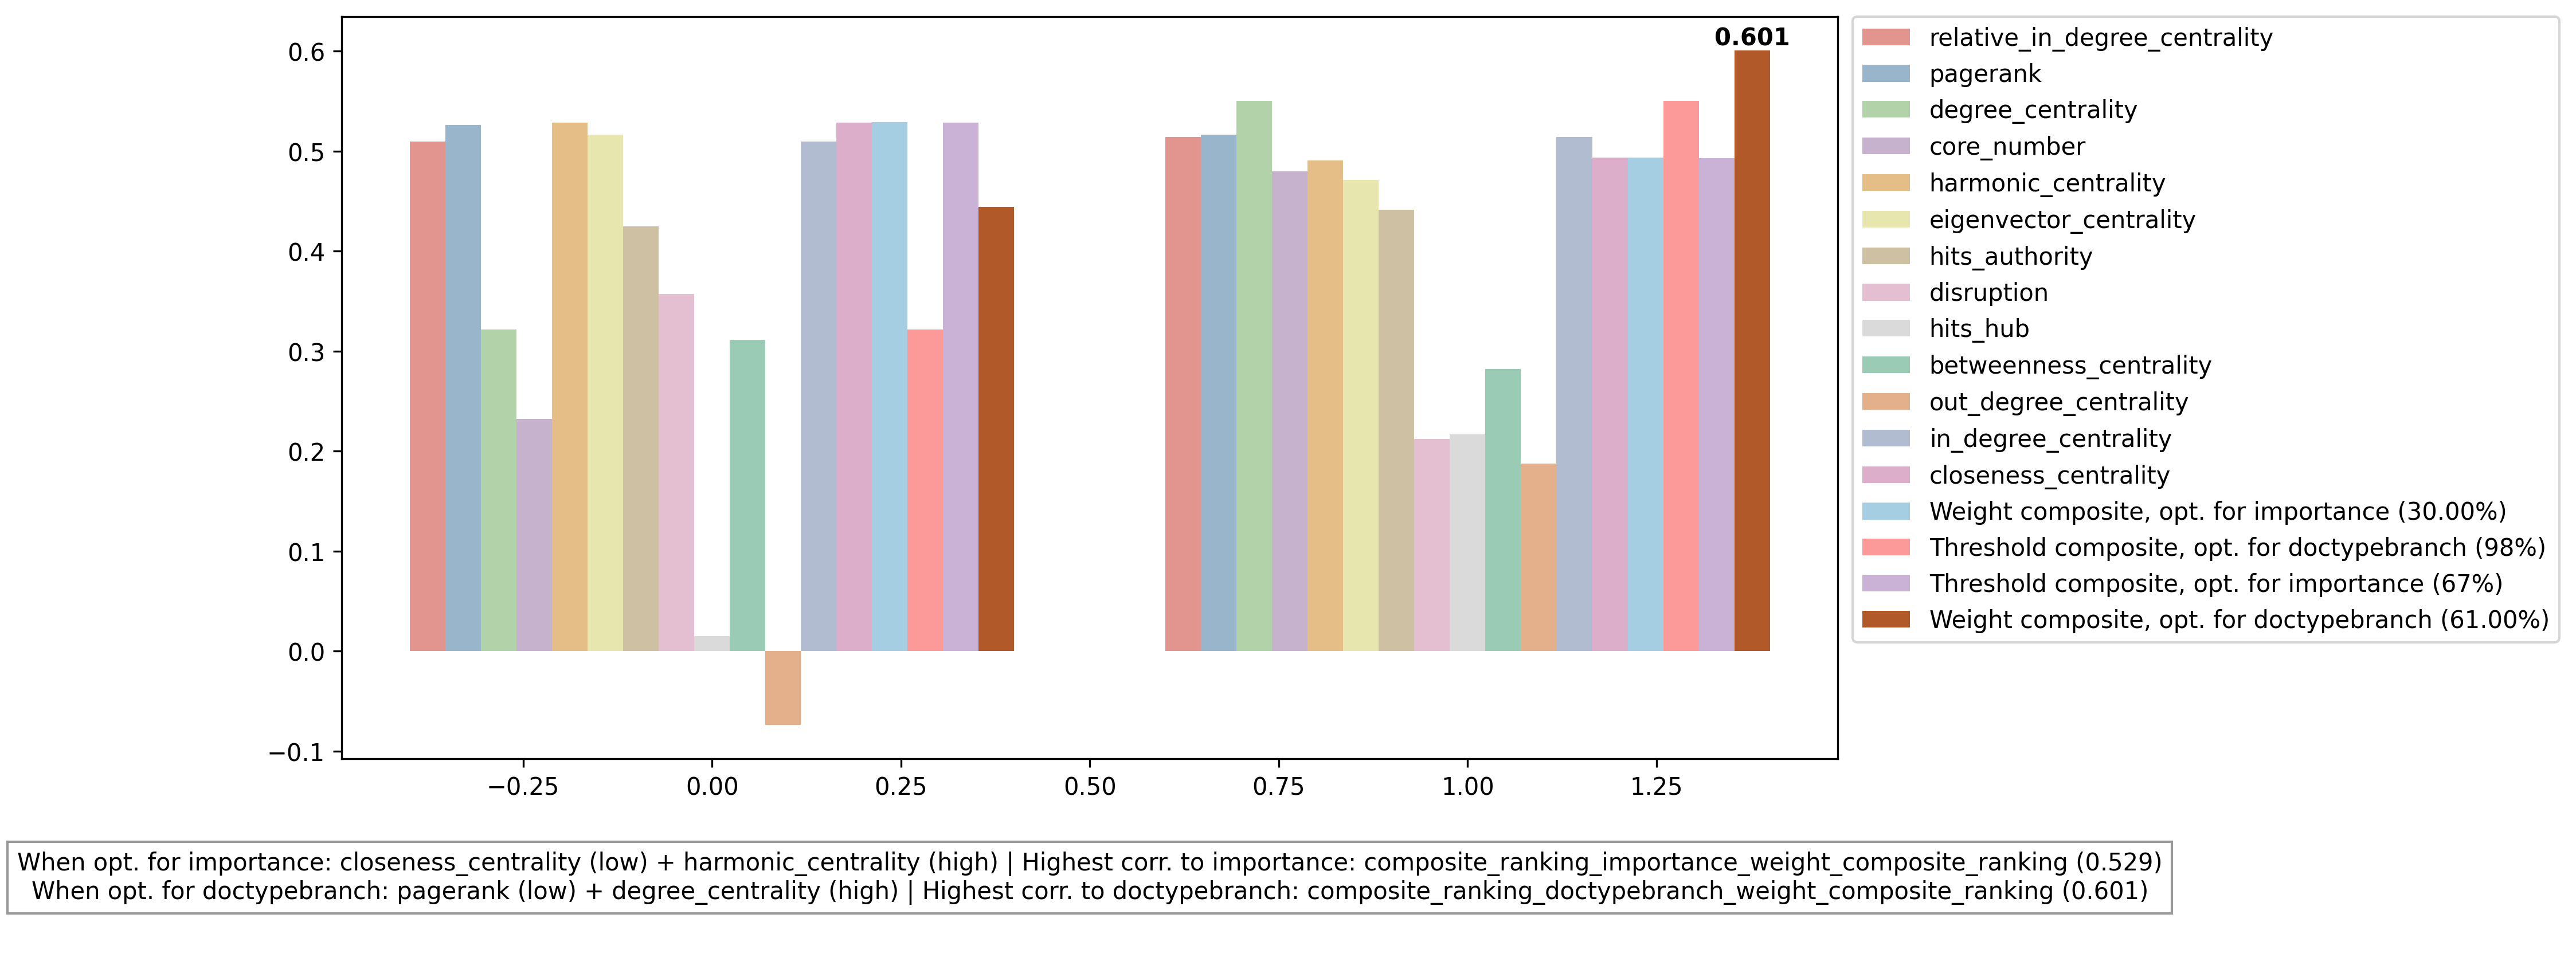 0.601
0.6
0.5
0.4
0.3
0.2
0.1
0.0
−0.1
−0.25 0.00 0.25 0.50 0.75 1.00 1.25
relative_in_degree_centrality
pagerank
degree_centrality
core_number
harmonic_centrality
eigenvector_centrality
hits_authority
disruption
hits_hub
betweenness_centrality
out_degree_centrality
in_degree_centrality
closeness_centrality
Weight composite, opt. for importance (30.00%)
Threshold composite, opt. for doctypebranch (98%)
Threshold composite, opt. for importance (67%)
Weight composite, opt. for doctypebranch (61.00%)
When opt. for importance: closeness_centrality (low) + harmonic_centrality (high) | Highest corr. to importance: composite_ranking_importance_weight_composite_ranking (0.529)
When opt. for doctypebranch: pagerank (low) + degree_centrality (high) | Highest corr. to doctypebranch: composite_ranking_doctypebranch_weight_composite_ranking (0.601)